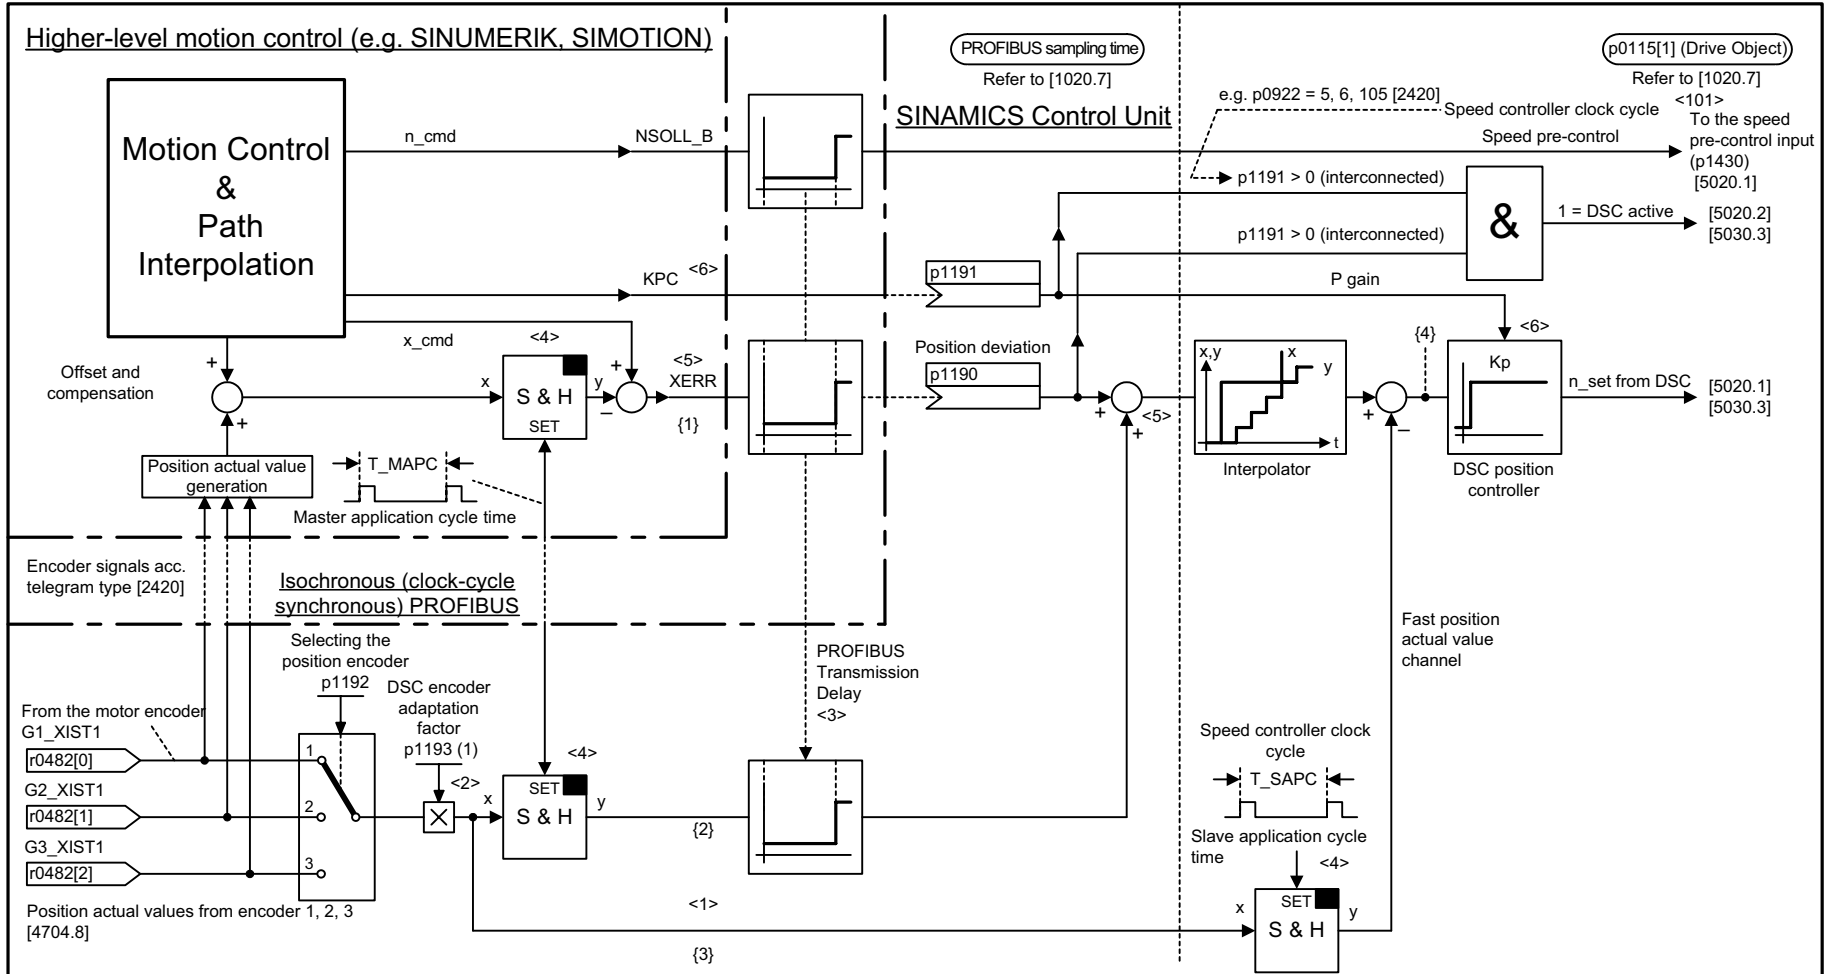 Higher-level motion control (e.g. SINUMERIK, SIMOTION)
PROFIBUS sampling time
Refer to [1020.7]
p0115[1] (Drive Object)
Refer to [1020.7]
<101>
SINAMICS Control Unit
e.g. p0922 = 5, 6, 105 [2420]
Speed controller clock cycle
To the speed
pre-control input
(p1430)
[5020.1]
Motion Control
&
Path
Interpolation
n_cmd
NSOLL_B
Speed pre-control
p1191 > 0 (interconnected)
p1191 > 0 (interconnected)
&
1 = DSC active
[5020.2]
[5030.3]
KPC
<6>
p1191
P gain
x_cmd
<4>
<5>
XERR
{1}
Position deviation
p1190
Offset and
compensation
+
+
x
S & H
SET
y
+
–
+
+
<5>
x,y
x
y
t
Interpolator
+
–
{4}
<6>
Kp
DSC position
controller
n_set from DSC
[5020.1]
[5030.3]
Position actual value
generation
T_MAPC
Master application cycle time
Encoder signals acc.
telegram type [2420]
Isochronous (clock-cycle
synchronous) PROFIBUS
Selecting the
position encoder
p1192
DSC encoder
adaptation
factor
p1193 (1)
<2>
PROFIBUS
Transmission
Delay
<3>
Fast position
actual value
channel
From the motor encoder
G1_XIST1
r0482[0]
G2_XIST1
r0482[1]
G3_XIST1
r0482[2]
1
2
3
Position actual values from encoder 1, 2, 3
[4704.8]
x
<4>
SET
S & H
y
{2}
<1>
{3}
Speed controller clock
cycle
T_SAPC
Slave application cycle
time
<4>
x
SET
S & H
y